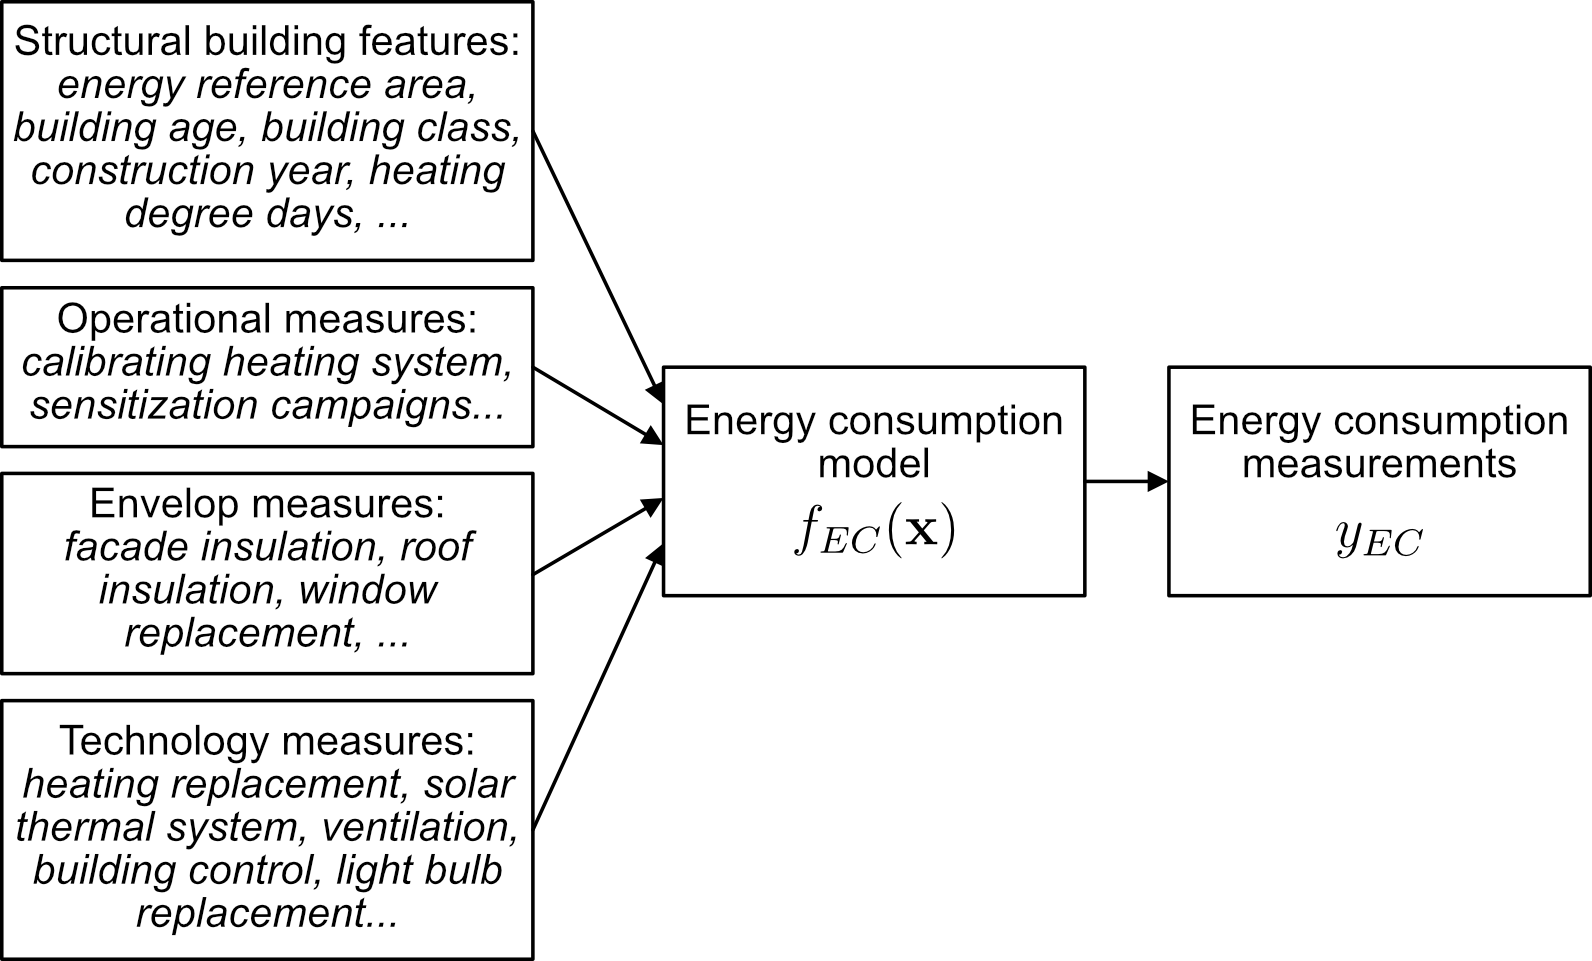 Structural building features:
energy reference area,
building age, building class,
construction year, heating
degree days, ...
Operational measures:
calibrating heating system,
sensitization campaigns...
Envelop measures:
facade insulation, roof
insulation, window
replacement, ...
Technology measures:
heating replacement, solar
thermal system, ventilation,
building control, light bulb
replacement...
Energy consumption
model
f_{EC}(x)
Energy consumption
measurements
y_{EC}